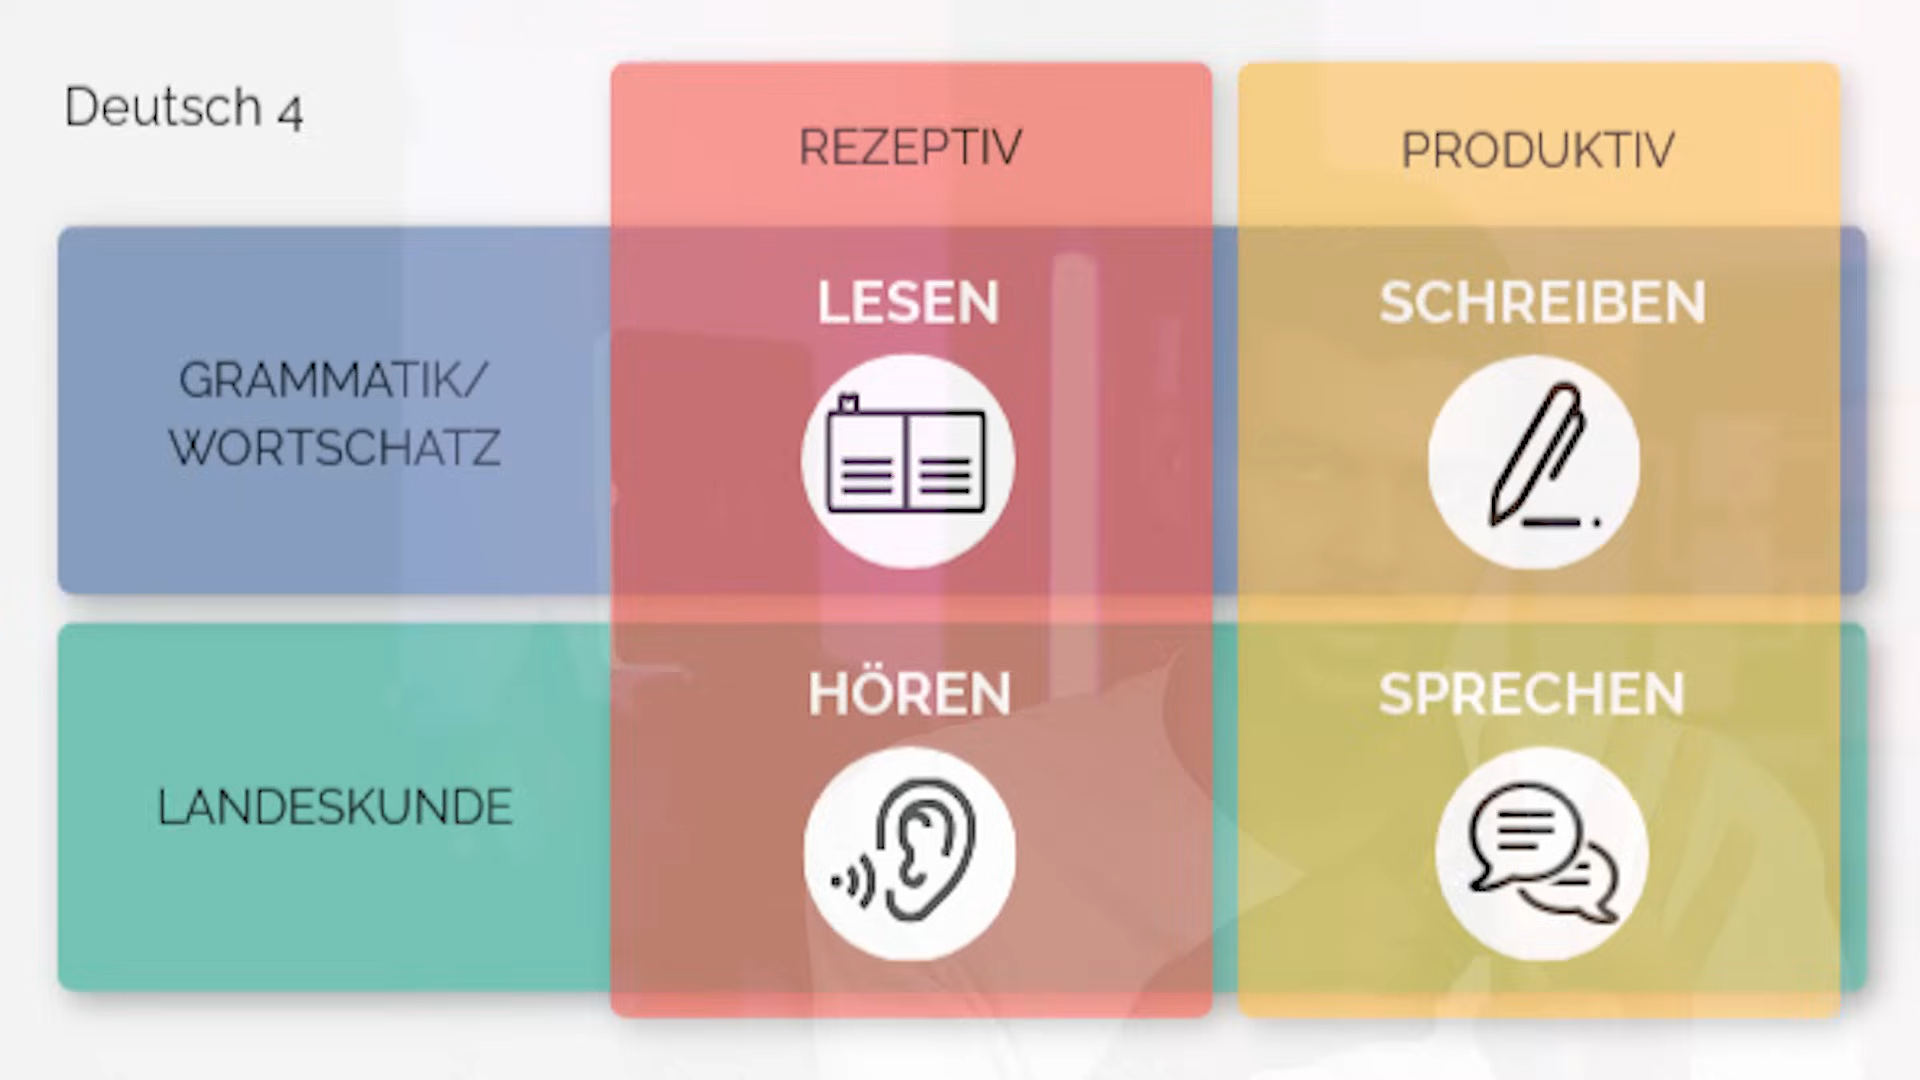 Deutsch 4
REZEPTIV
PRODUKTIV
GRAMMATIK/
WORTSCHATZ
LESEN
SCHREIBEN
LANDESKUNDE
HÖREN
SPRECHEN